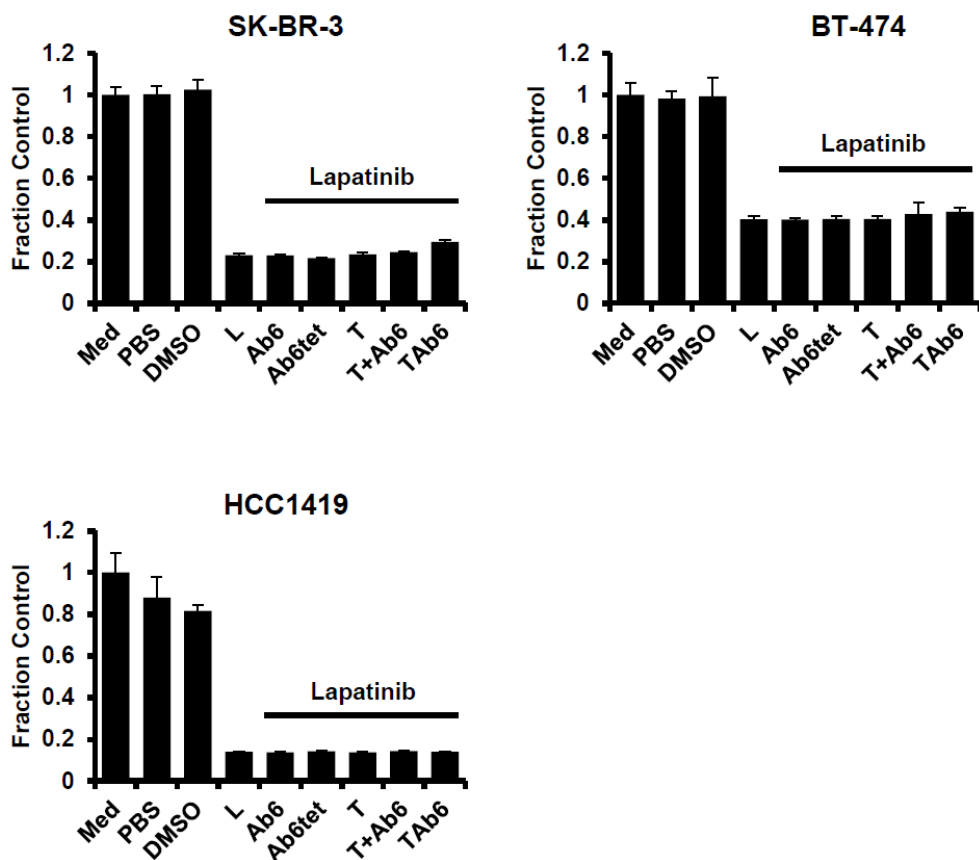 SK-BR-3
Fraction Control
1.2
1
0.8
0.6
0.4
0.2
0
Lapatinib
Med
PBS
DMSO
L
Ab6
Ab6tet
T
T+Ab6
TAb6
BT-474
Fraction Control
1.2
1
0.8
0.6
0.4
0.2
0
Lapatinib
Med
PBS
DMSO
L
Ab6
Ab6tet
T
T+Ab6
TAb6
HCC1419
Fraction Control
1.2
1
0.8
0.6
0.4
0.2
0
Lapatinib
Med
PBS
DMSO
L
Ab6
Ab6tet
T
T+Ab6
TAb6